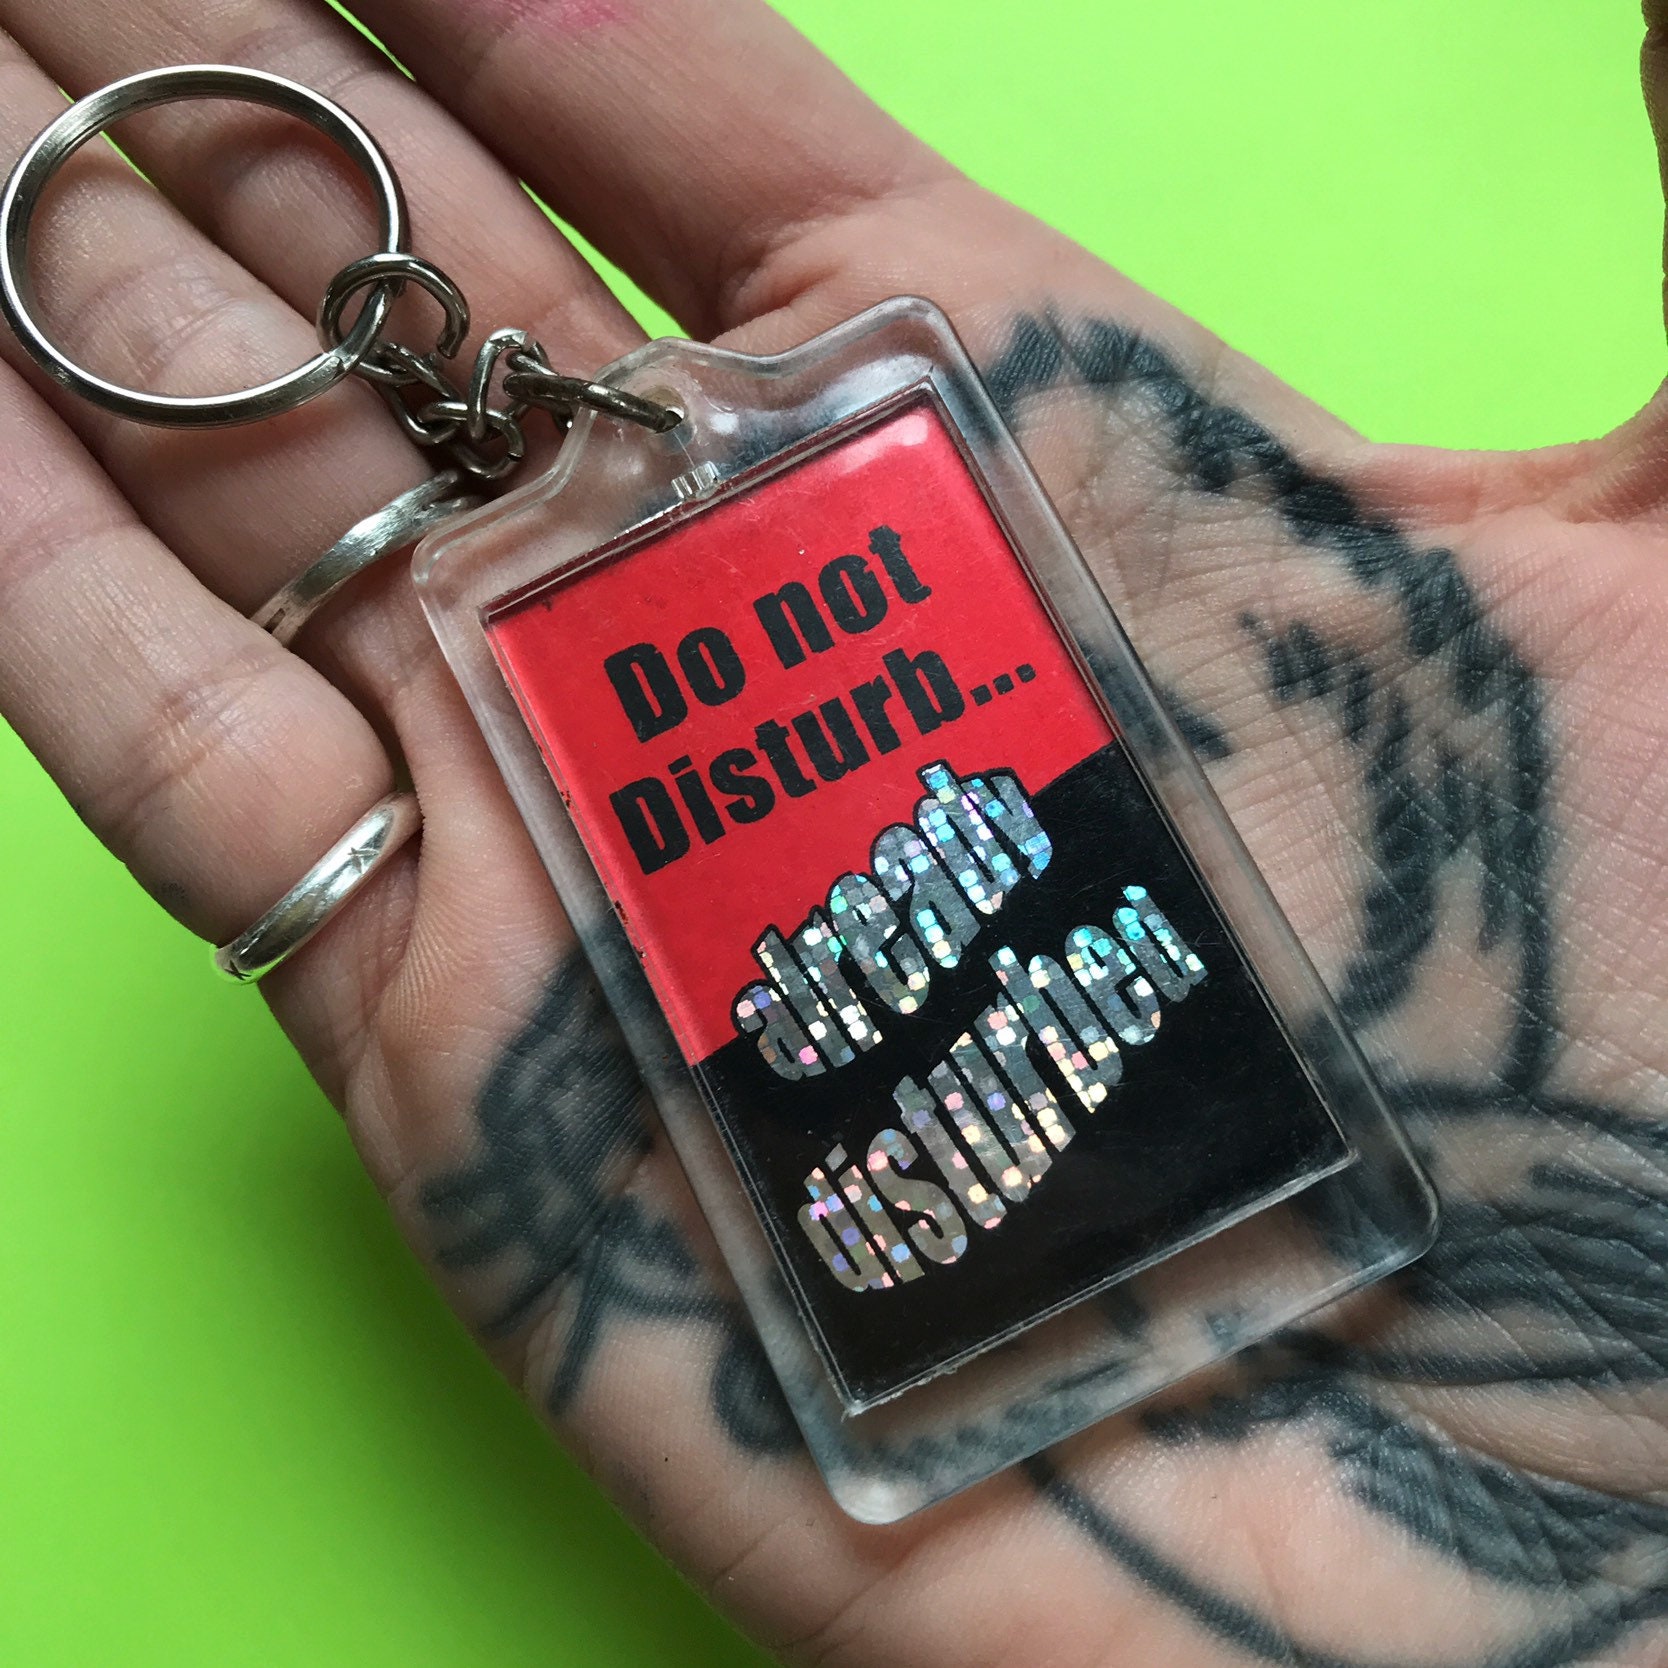 Do not
Disturb...
already
disturbed